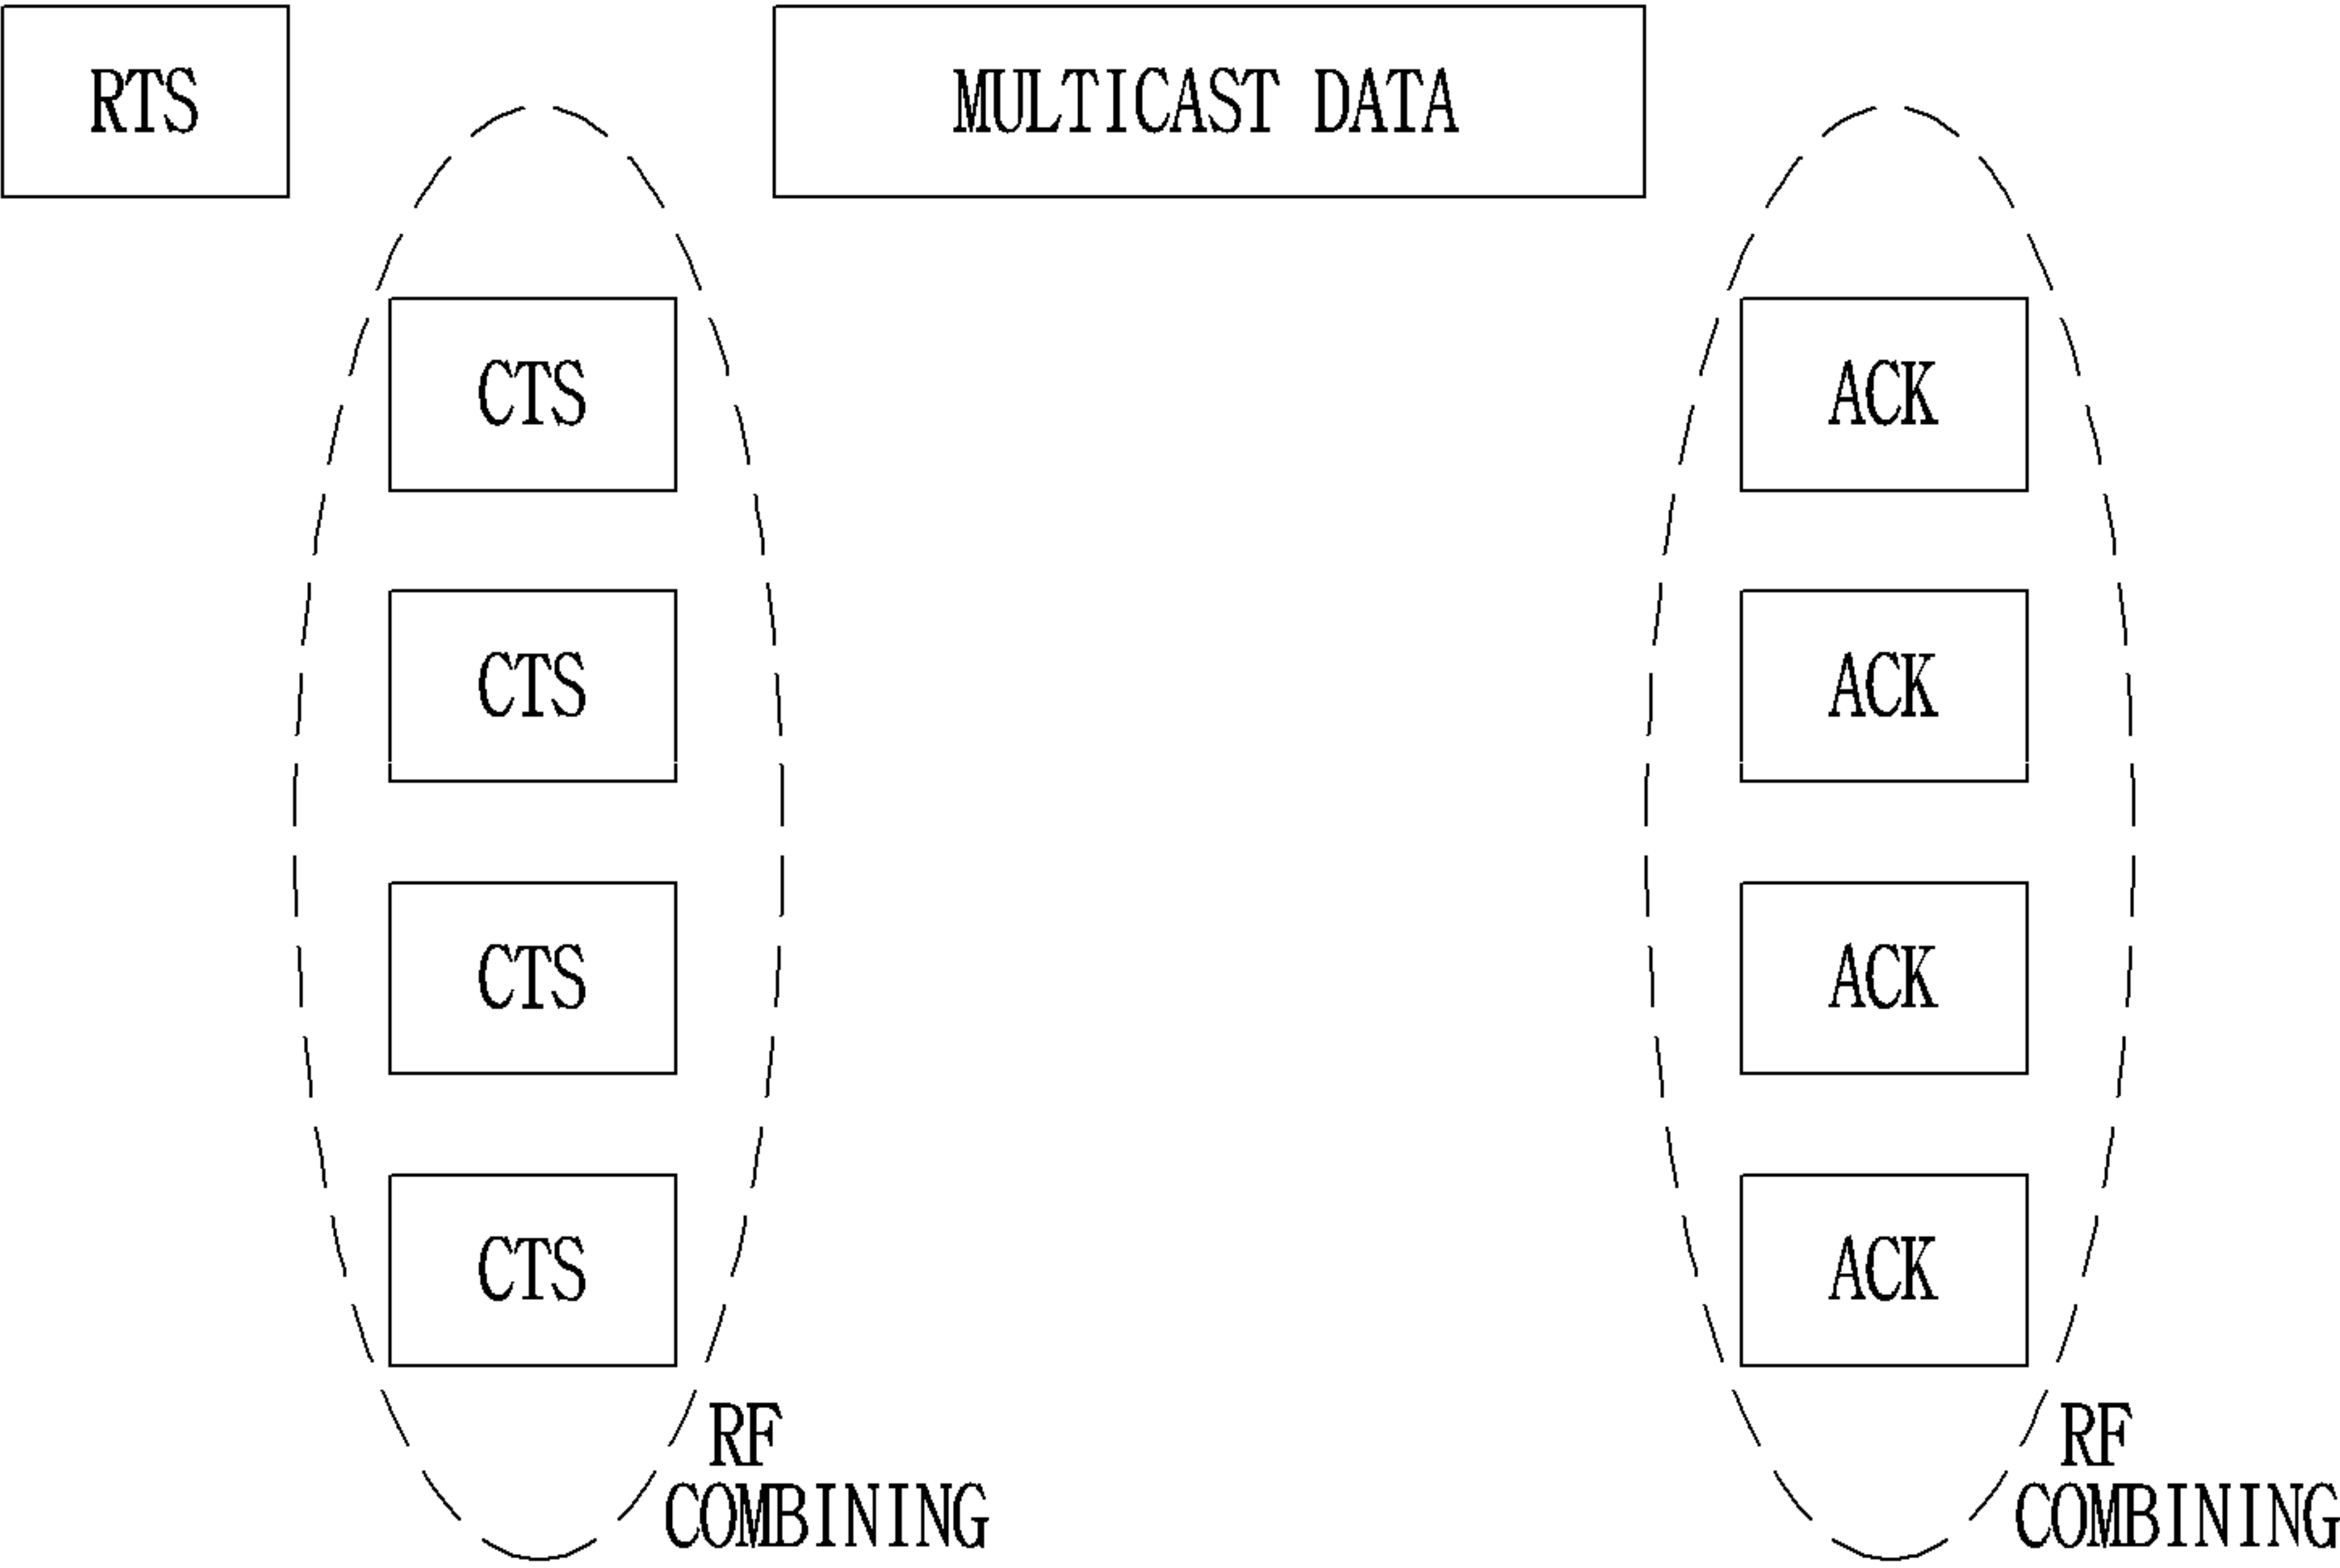 RTS
MULTICAST DATA
CTS
ACK
CTS
ACK
CTS
ACK
CTS
ACK
RF
COMBINING
RF
COMBINING